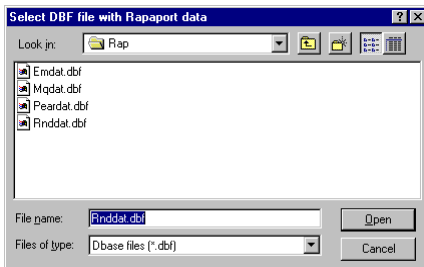 Select DBF file with Rapaport data
Look in: Rap
Emdat.dbf
Mqdat.dbf
Peardat.dbf
Rnddat.dbf
File name: Rnddat.dbf Open
Files of type: Dbase files (*.dbf) Cancel